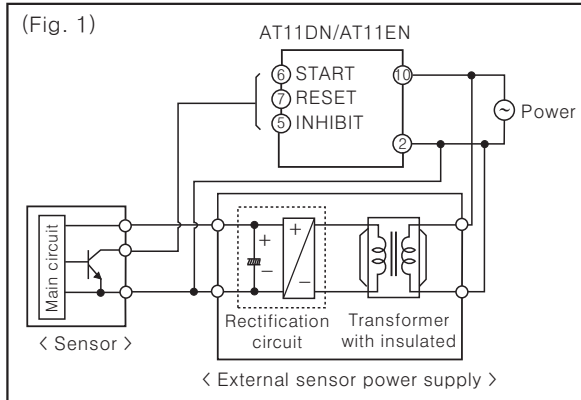 (Fig. 1)
AT11DN/AT11EN
6 START
7 RESET
5 INHIBIT
10
2
~
Power
Main circuit
+
−
+
−
Rectification
circuit
Transformer
with insulated
< Sensor >
< External sensor power supply >